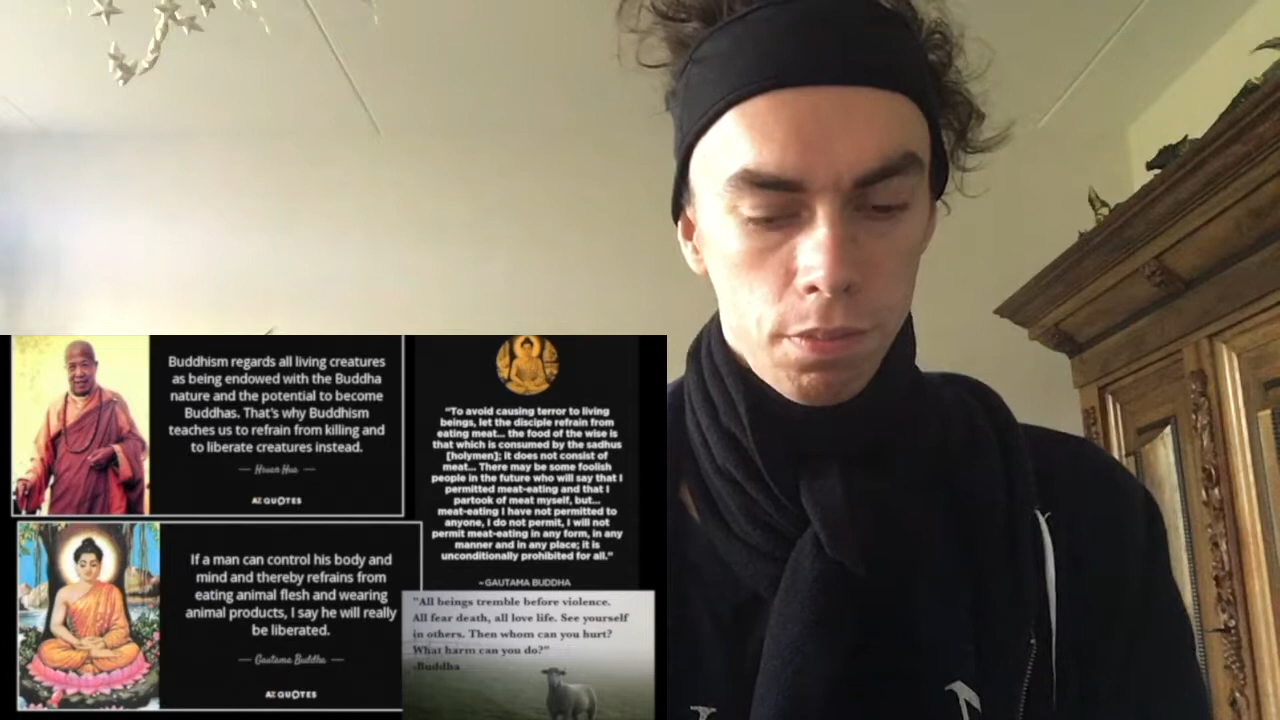 Buddhism regards all living creatures
as being endowed with the Buddha
nature and the potential to become
Buddhas. That's why Buddhism
teaches us to refrain from killing and
to liberate creatures instead.
— Hsuan Hua —
AZ QUOTES
If a man can control his body and
mind and thereby refrains from
eating animal flesh and wearing
animal products, I say he will really
be liberated.
— Gautama Buddha —
AZ QUOTES
"To avoid causing terror to living
beings, let the disciple refrain from
eating meat... the food of the wise is
that which is consumed by the sadhus
[holymen]; it does not consist of
meat... There may be some foolish
people in the future who will say that I
permitted meat-eating and that I
partook of meat myself, but...
meat-eating I have not permitted to
anyone, I do not permit, I will not
permit meat-eating in any form, in any
manner and in any place; it is
unconditionally prohibited for all."
~ GAUTAMA BUDDHA
"All beings tremble before violence.
All fear death, all love life. See yourself
in others. Then whom can you hurt?
What harm can you do?"
-Buddha